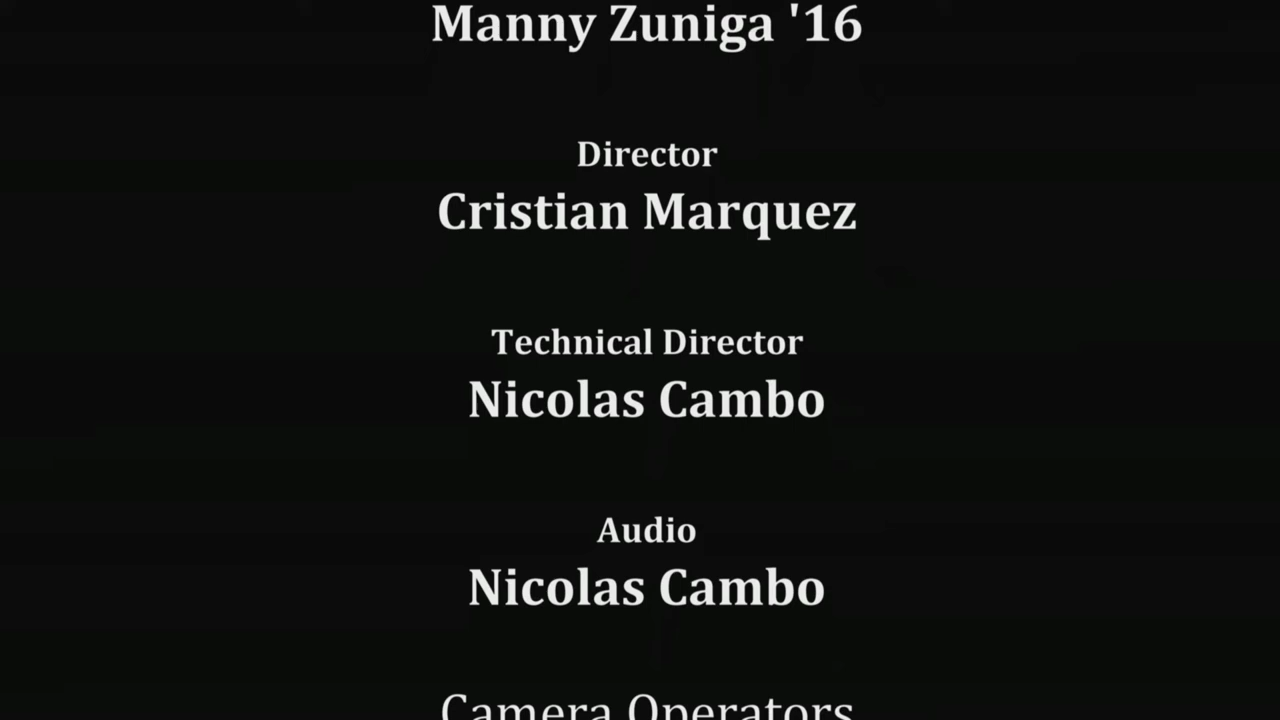 Manny Zuniga '16
Director
Cristian Marquez
Technical Director
Nicolas Cambo
Audio
Nicolas Cambo
Camera Operators